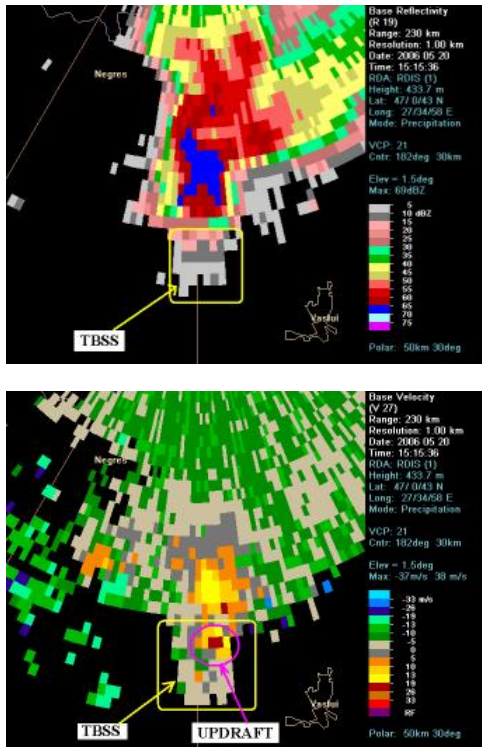 Base Reflectivity
(R 19)
Range: 230 km
Resolution: 1.00 km
Date: 2006 05 20
Time: 15:15:36
RDA: RDIS (1)
Height: 433.7 m
Lat: 47/ 0/43 N
Long: 27/34/58 E
Mode: Precipitation
VCP: 21
Cntr: 182deg 30km
Elev = 1.5deg
Max: 69dBZ
5
10 dBZ
15
20
25
30
35
40
45
50
55
60
65
70
75
Polar: 50km 30deg
Negres
Vaslui
TBSS
Base Velocity
(V 27)
Range: 230 km
Resolution: 1.00 km
Date: 2006 05 20
Time: 15:15:36
RDA: RDIS (1)
Height: 433.7 m
Lat: 47/ 0/43 N
Long: 27/34/58 E
Mode: Precipitation
VCP: 21
Cntr: 182deg 30km
Elev = 1.5deg
Max: -37m/s 38 m/s
-33 m/s
-26
-19
-13
-10
-5
0
5
10
13
19
26
33
RF
Polar: 50km 30deg
Negres
Vaslui
TBSS
UPDRAFT